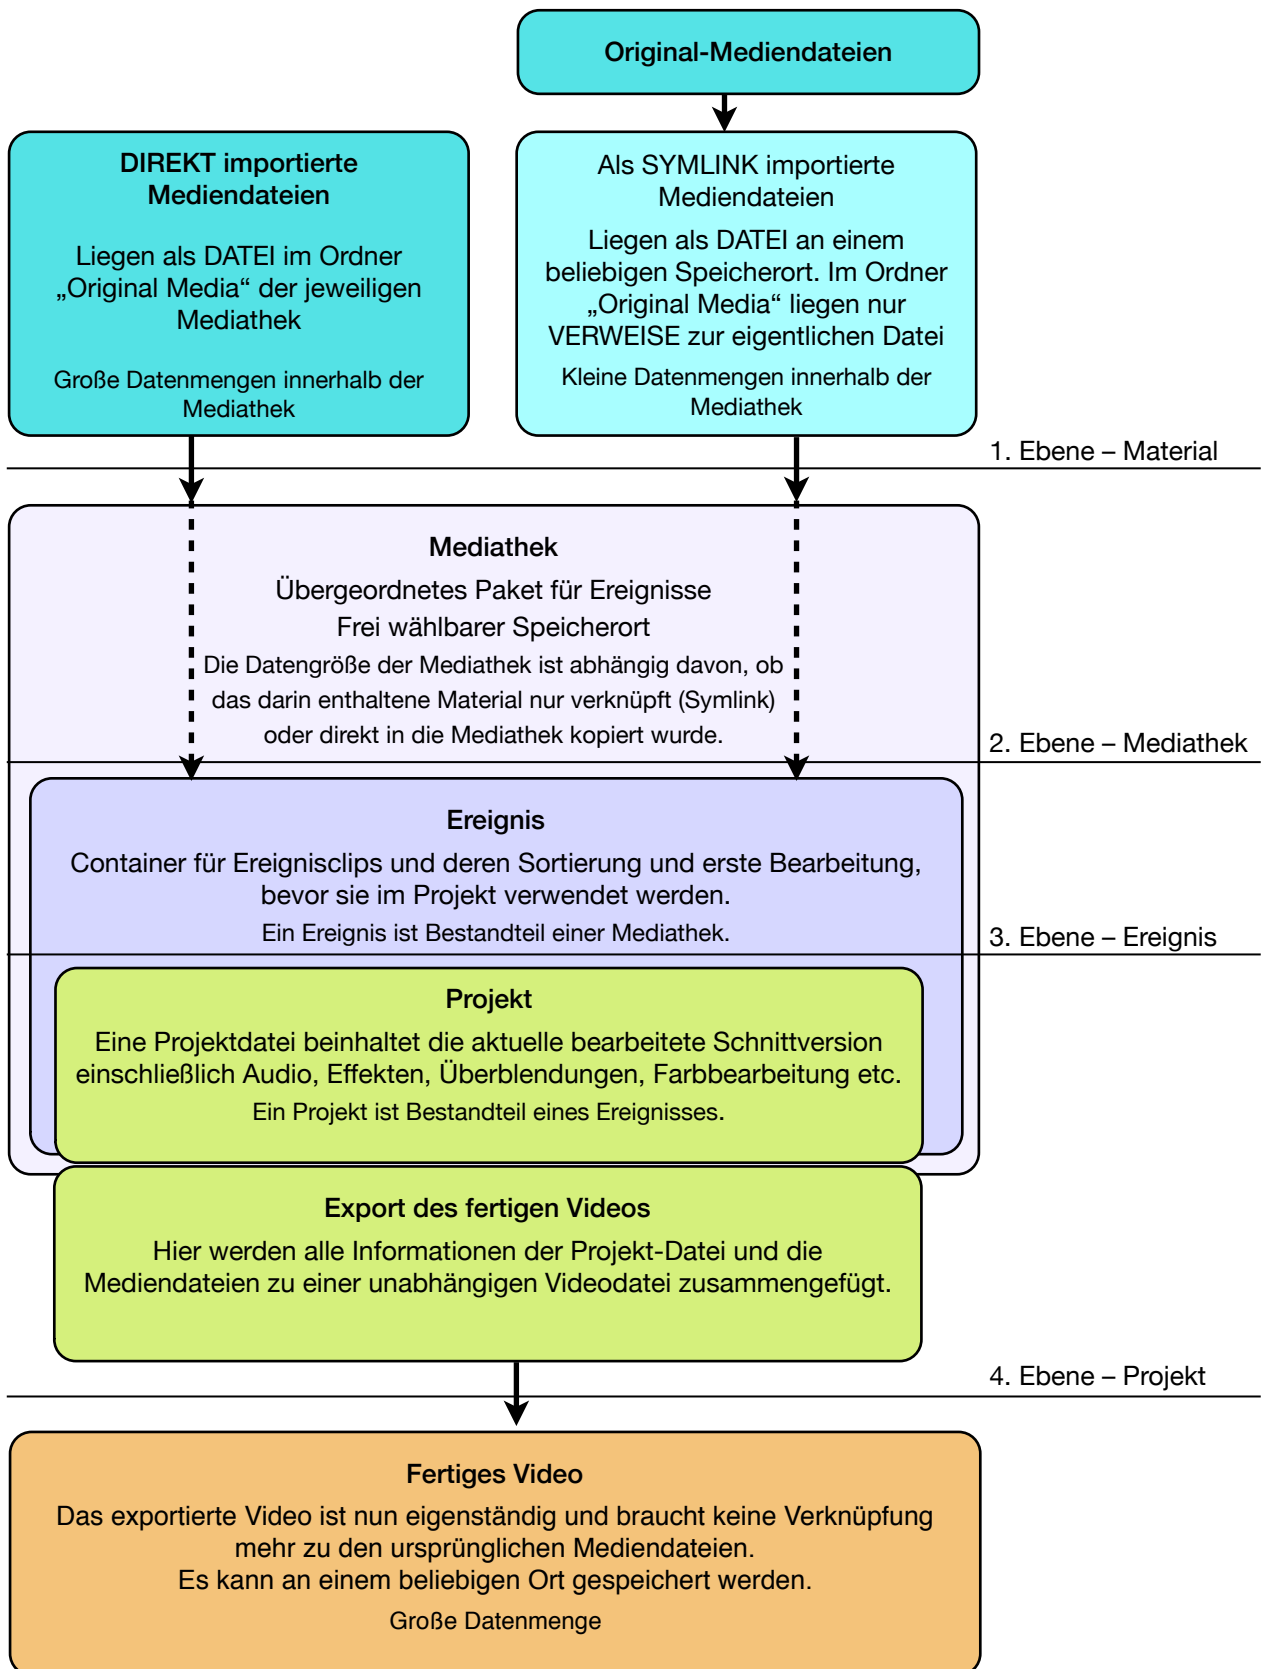 Original-Mediendateien
DIREKT importierte
Mediendateien
Liegen als DATEI im Ordner
„Original Media“ der jeweiligen
Mediathek
Große Datenmengen innerhalb der
Mediathek
Als SYMLINK importierte
Mediendateien
Liegen als DATEI an einem
beliebigen Speicherort. Im Ordner
„Original Media“ liegen nur
VERWEISE zur eigentlichen Datei
Kleine Datenmengen innerhalb der
Mediathek
1. Ebene – Material
Mediathek
Übergeordnetes Paket für Ereignisse
Frei wählbarer Speicherort
Die Datengröße der Mediathek ist abhängig davon, ob
das darin enthaltene Material nur verknüpft (Symlink)
oder direkt in die Mediathek kopiert wurde.
2. Ebene – Mediathek
Ereignis
Container für Ereignisclips und deren Sortierung und erste Bearbeitung,
bevor sie im Projekt verwendet werden.
Ein Ereignis ist Bestandteil einer Mediathek.
3. Ebene – Ereignis
Projekt
Eine Projektdatei beinhaltet die aktuelle bearbeitete Schnittversion
einschließlich Audio, Effekten, Überblendungen, Farbbearbeitung etc.
Ein Projekt ist Bestandteil eines Ereignisses.
Export des fertigen Videos
Hier werden alle Informationen der Projekt-Datei und die
Mediendateien zu einer unabhängigen Videodatei zusammengefügt.
4. Ebene – Projekt
Fertiges Video
Das exportierte Video ist nun eigenständig und braucht keine Verknüpfung
mehr zu den ursprünglichen Mediendateien.
Es kann an einem beliebigen Ort gespeichert werden.
Große Datenmenge